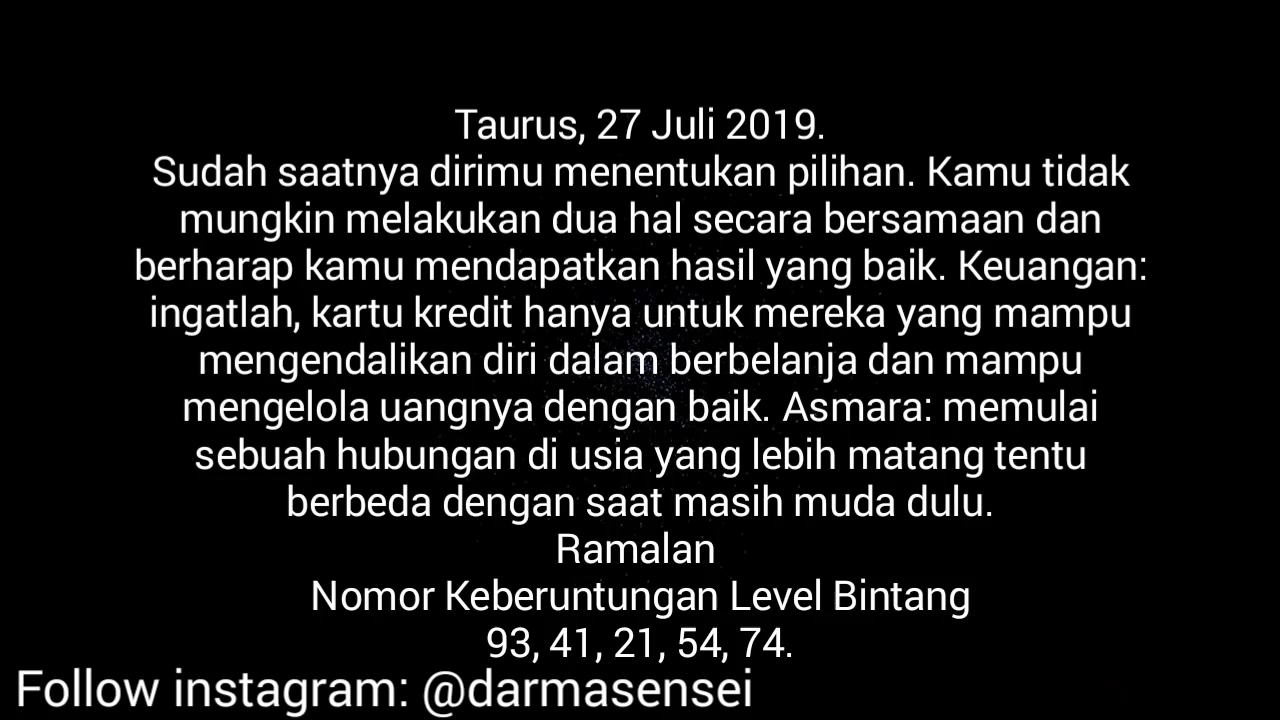 Taurus, 27 Juli 2019.
Sudah saatnya dirimu menentukan pilihan. Kamu tidak
mungkin melakukan dua hal secara bersamaan dan
berharap kamu mendapatkan hasil yang baik. Keuangan:
ingatlah, kartu kredit hanya untuk mereka yang mampu
mengendalikan diri dalam berbelanja dan mampu
mengelola uangnya dengan baik. Asmara: memulai
sebuah hubungan di usia yang lebih matang tentu
berbeda dengan saat masih muda dulu.
Ramalan
Nomor Keberuntungan Level Bintang
93, 41, 21, 54, 74.
Follow instagram: @darmasensei